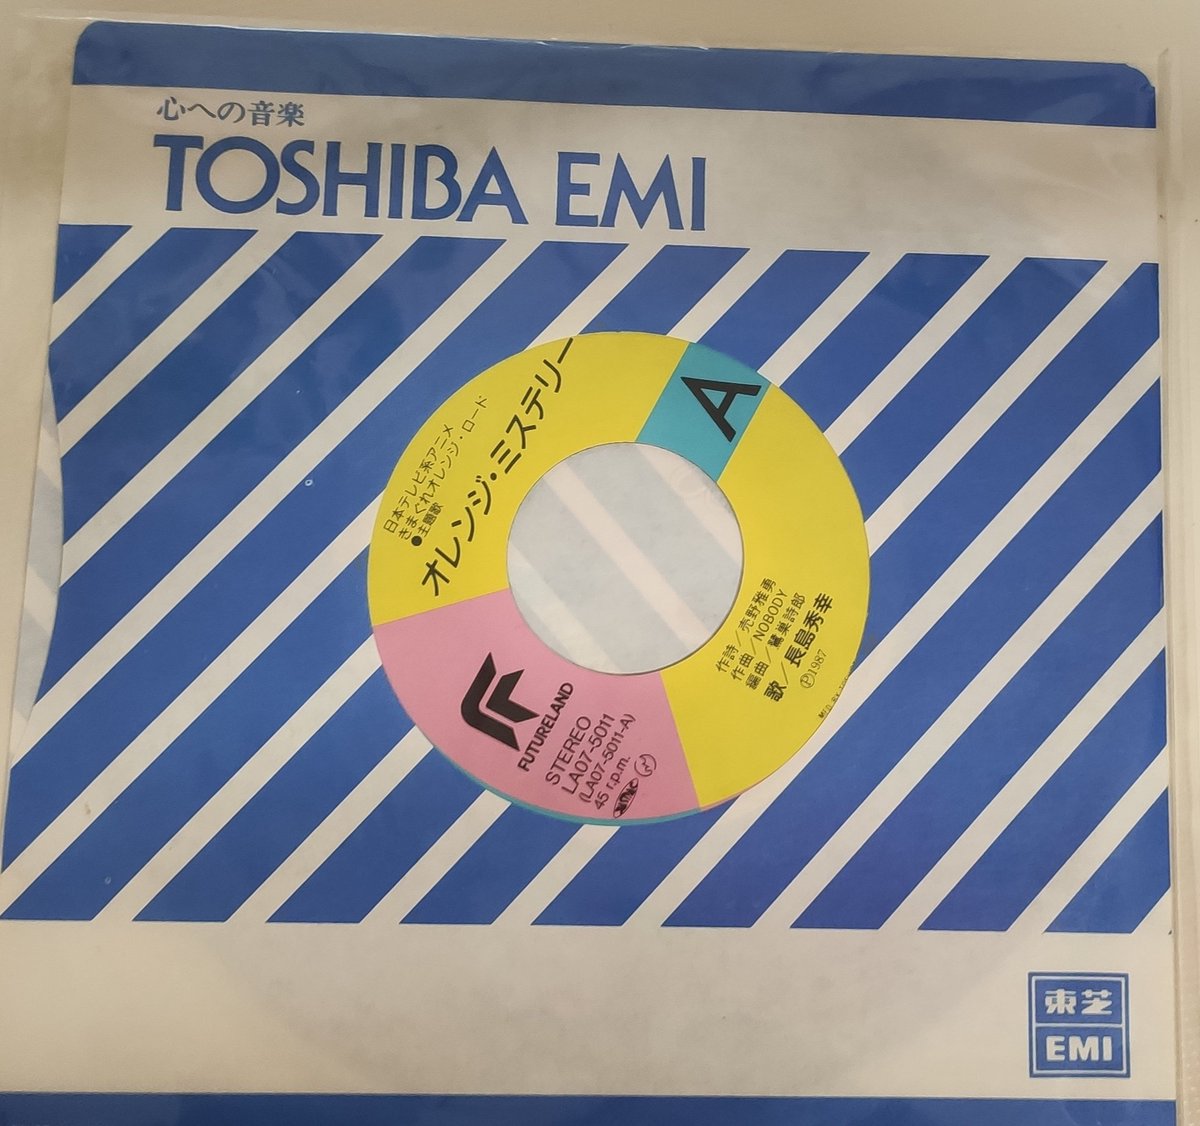 心への音楽
TOSHIBA EMI
A
日本テレビ系アニメ
きまぐれオレンジ・ロード
●主題歌
オレンジ・ミステリー
作詩／売野雅勇
作曲／NOBODY
編曲／鷺巣詩郎
歌／長島秀幸
Ⓟ1987
FUTURELAND
STEREO
LA07-5011
(LA07-5011-A)
45 r.p.m.
東芝
EMI